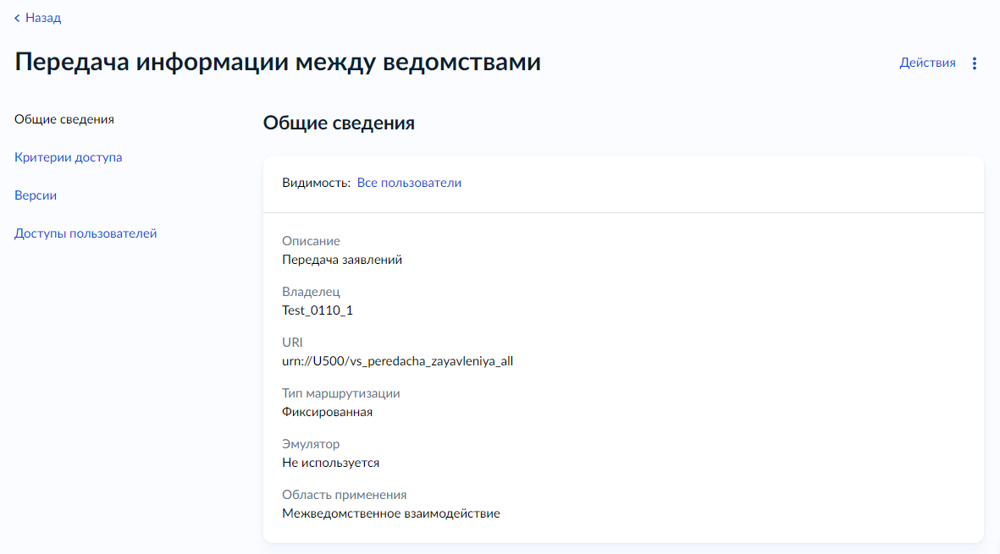 Назад
Передача информации между ведомствами
Действия
Общие сведения
Критерии доступа
Версии
Доступы пользователей
Общие сведения
Видимость: Все пользователи
Описание
Передача заявлений
Владелец
Test_0110_1
URI
urn://U500/vs_peredacha_zayavleniya_all
Тип маршрутизации
Фиксированная
Эмулятор
Не используется
Область применения
Межведомственное взаимодействие